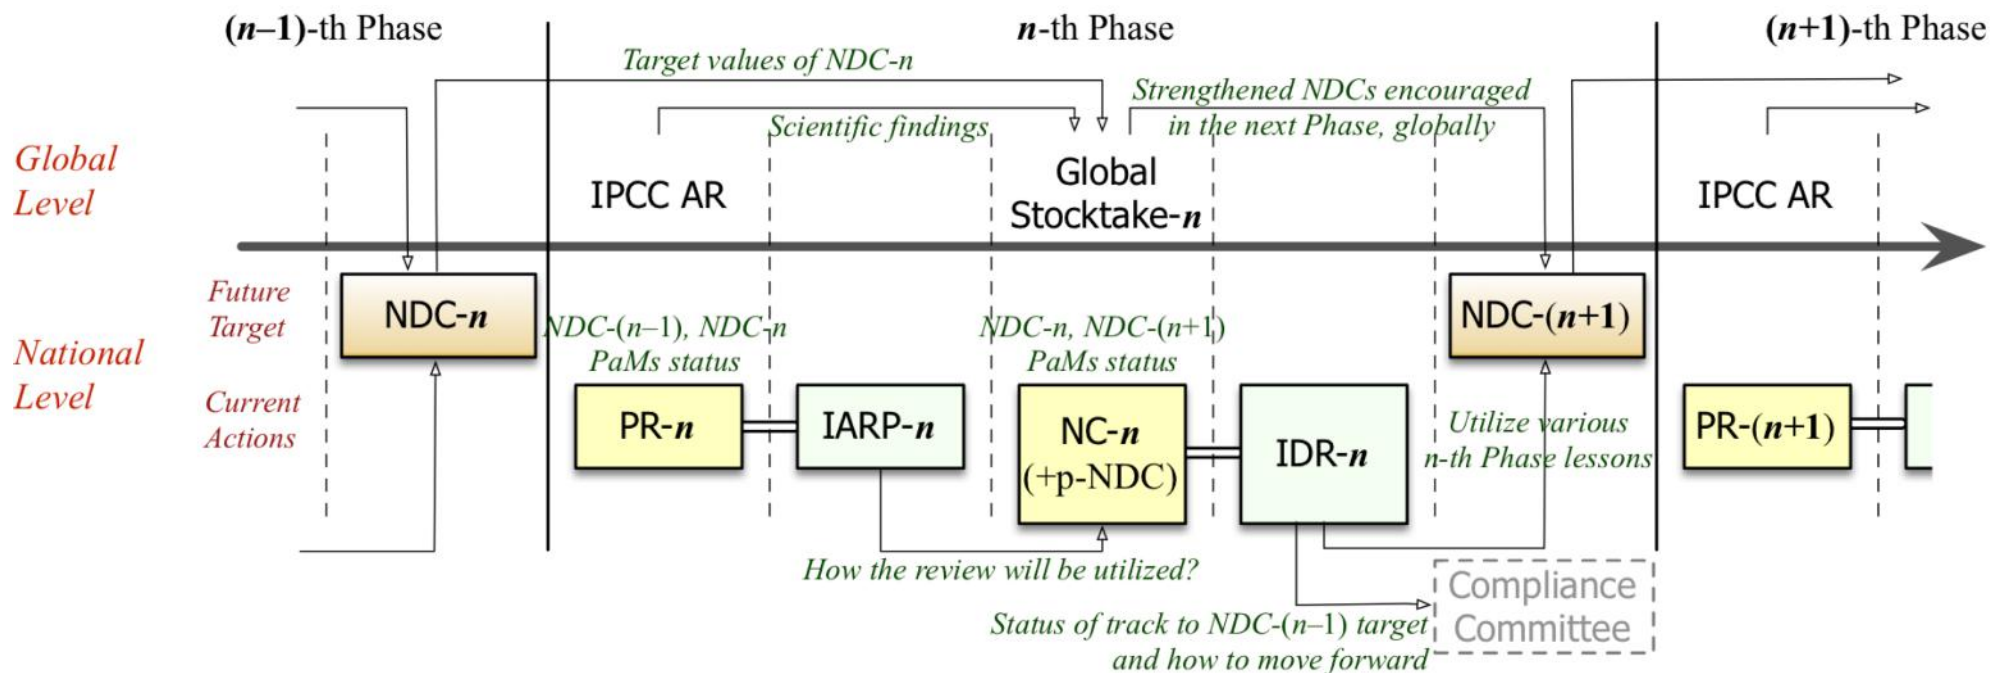 (n–1)-th Phase
n-th Phase
(n+1)-th Phase
Target values of NDC-n
Strengthened NDCs encouraged
in the next Phase, globally
Scientific findings
Global
Level
IPCC AR
Global
Stocktake-n
IPCC AR
National
Level
Future
Target
Current
Actions
NDC-n
NDC-(n–1), NDC-n
PaMs status
PR-n
IARP-n
NDC-n, NDC-(n+1)
PaMs status
NC-n
(+p-NDC)
IDR-n
NDC-(n+1)
Utilize various
n-th Phase lessons
PR-(n+1)
How the review will be utilized?
Status of track to NDC-(n–1) target
and how to move forward
Compliance
Committee